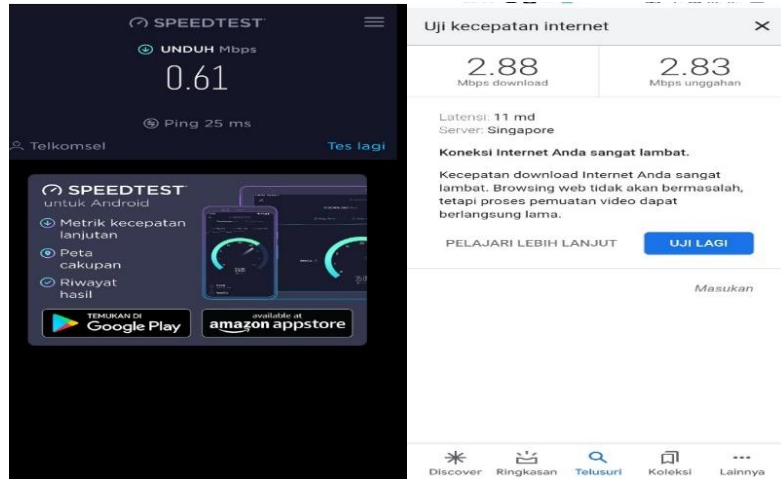 SPEEDTEST
UNDUH Mbps
0.61
Ping 25 ms
Telkomsel
Tes lagi
SPEEDTEST
untuk Android
Metrik kecepatan
lanjutan
Peta
cakupan
Riwayat
hasil
TEMUKAN DI
Google Play
available at
amazon appstore
Uji kecepatan internet
2.88
Mbps download
2.83
Mbps unggahan
Latensi: 11 md
Server: Singapore
Koneksi Internet Anda sangat lambat.
Kecepatan download Internet Anda sangat
lambat. Browsing web tidak akan bermasalah,
tetapi proses pemuatan video dapat
berlangsung lama.
PELAJARI LEBIH LANJUT
UJI LAGI
Masukan
Discover Ringkasan Telusuri Koleksi Lainnya